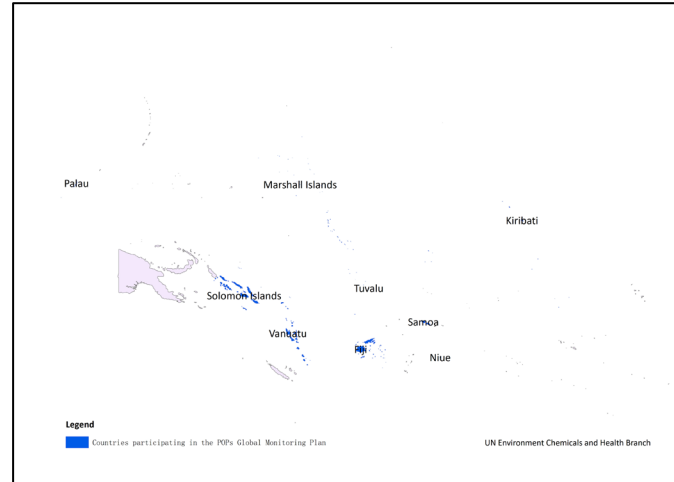 Palau
Marshall Islands
Kiribati
Solomon Islands
Tuvalu
Samoa
Vanuatu
Fiji
Niue
Legend
Countries participating in the POPs Global Monitoring Plan
UN Environment Chemicals and Health Branch